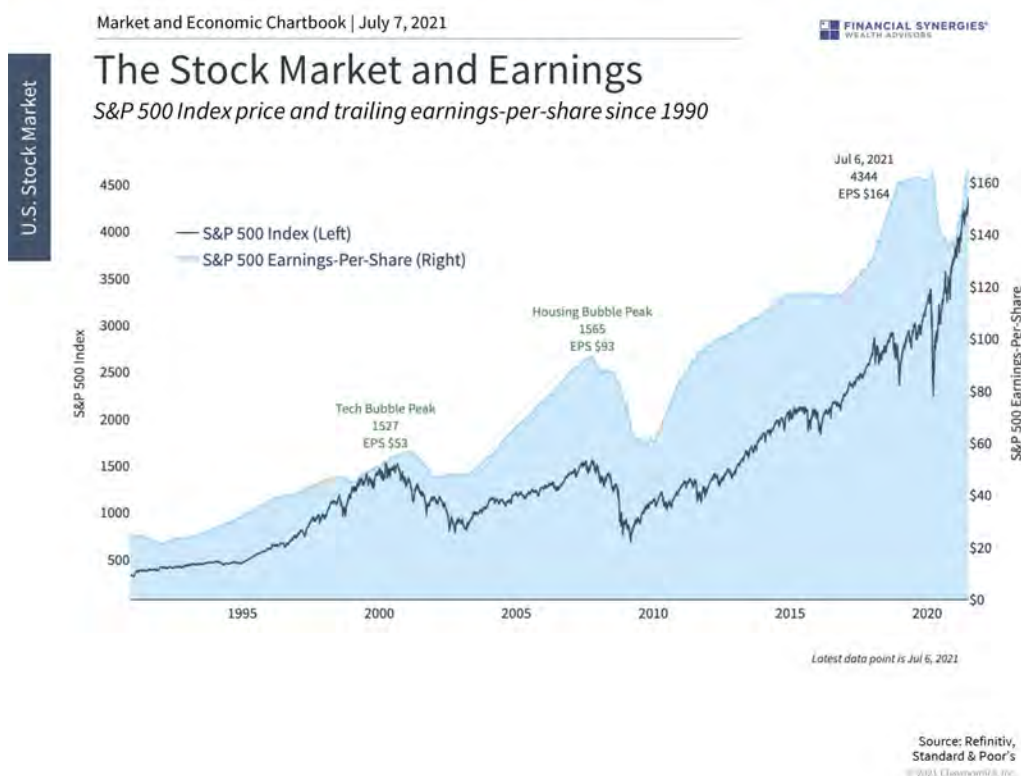 Market and Economic Chartbook | July 7, 2021
FINANCIAL SYNERGIES®
WEALTH ADVISORS
U.S. Stock Market
The Stock Market and Earnings
S&P 500 Index price and trailing earnings-per-share since 1990
Jul 6, 2021
4344
EPS $164
S&P 500 Index (Left)
S&P 500 Earnings-Per-Share (Right)
Housing Bubble Peak
1565
EPS $93
Tech Bubble Peak
1527
EPS $53
S&P 500 Index
4500
4000
3500
3000
2500
2000
1500
1000
500
$160
$140
$120
$100
$80
$60
$40
$20
$0
S&P 500 Earnings-Per-Share
1995
2000
2005
2010
2015
2020
Latest data point is Jul 6, 2021
Source: Refinitiv,
Standard & Poor's
© 2021 Clearnomics, Inc.